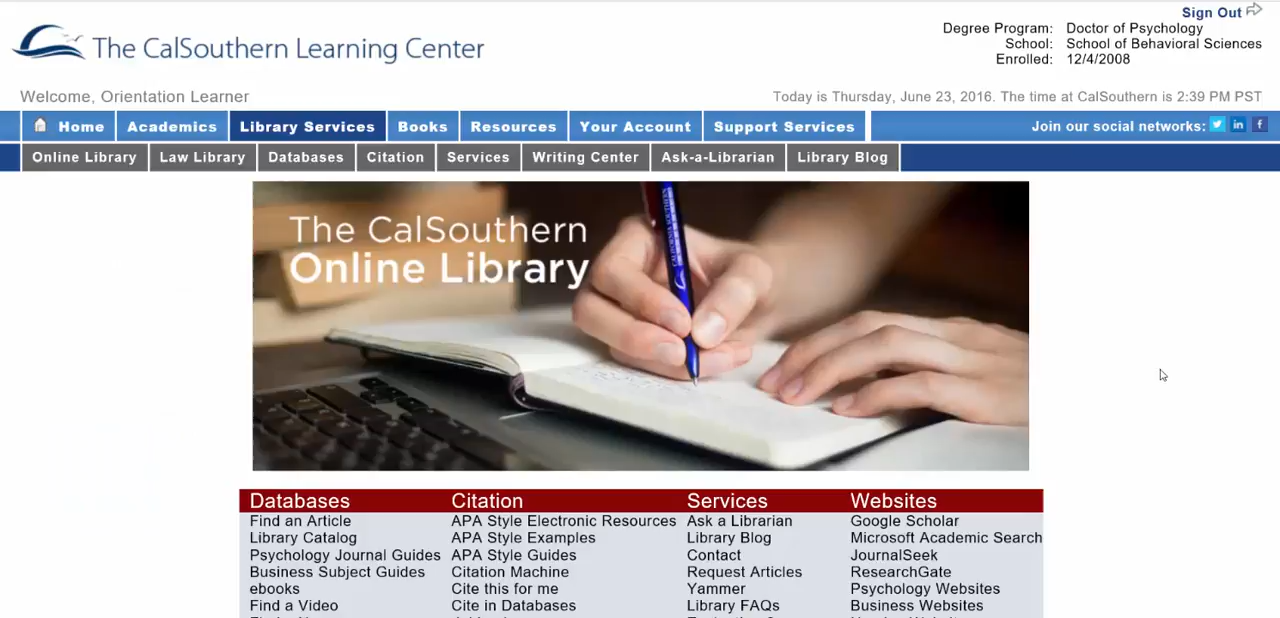 Sign Out
Degree Program: Doctor of Psychology
School: School of Behavioral Sciences
Enrolled: 12/4/2008
The CalSouthern Learning Center
Welcome, Orientation Learner
Today is Thursday, June 23, 2016. The time at CalSouthern is 2:39 PM PST
Home Academics Library Services Books Resources Your Account Support Services Join our social networks:
Online Library Law Library Databases Citation Services Writing Center Ask-a-Librarian Library Blog
The CalSouthern
Online Library
Databases Citation Services Websites
Find an Article APA Style Electronic Resources Ask a Librarian Google Scholar
Library Catalog APA Style Examples Library Blog Microsoft Academic Search
Psychology Journal Guides APA Style Guides Contact JournalSeek
Business Subject Guides Citation Machine Request Articles ResearchGate
ebooks Cite this for me Yammer Psychology Websites
Find a Video Cite in Databases Library FAQs Business Websites